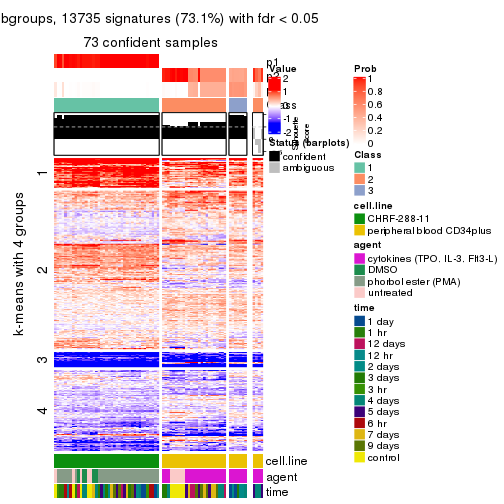 bgroups, 13735 signatures (73.1%) with fdr < 0.05
73 confident samples
p1
Value
2
1
0
-1
-2
Class
Silhouette
score
Status (barplots)
confident
ambiguous
k-means with 4 groups
1
2
3
4
cell.line
agent
time
Prob
1
0.8
0.6
0.4
0.2
0
Class
1
2
3
cell.line
CHRF-288-11
peripheral blood CD34plus
agent
cytokines (TPO, IL-3, Flt3-L)
DMSO
phorbol ester (PMA)
untreated
time
1 day
1 hr
12 days
12 hr
2 days
3 days
3 hr
4 days
5 days
6 hr
7 days
9 days
control